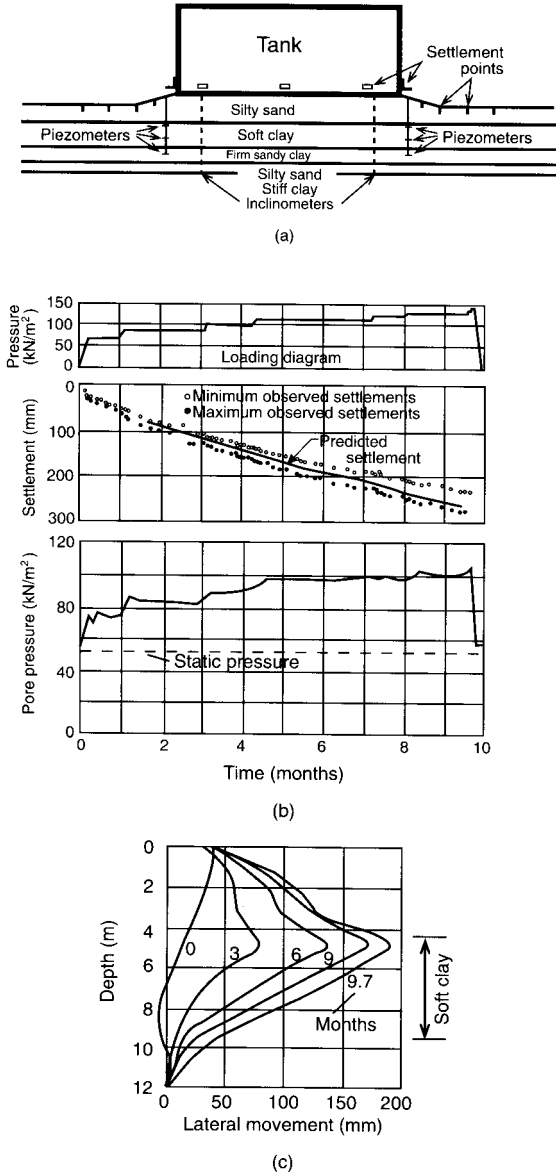 Tank
Settlement
points
Silty sand
Piezometers
Soft clay
Piezometers
Firm sandy clay
Silty sand
Stiff clay
Inclinometers
(a)
Pressure
(kN/m²)
150
100
50
0
Loading diagram
Settlement (mm)
0
100
200
300
○Minimum observed settlements
●Maximum observed settlements
Predicted
settlement
Pore pressure (kN/m²)
120
80
40
0
Static pressure
0 2 4 6 8 10
Time (months)
(b)
Depth (m)
0
2
4
6
8
10
12
0 3 6 9
9.7
Months
Soft clay
0 50 100 150 200
Lateral movement (mm)
(c)